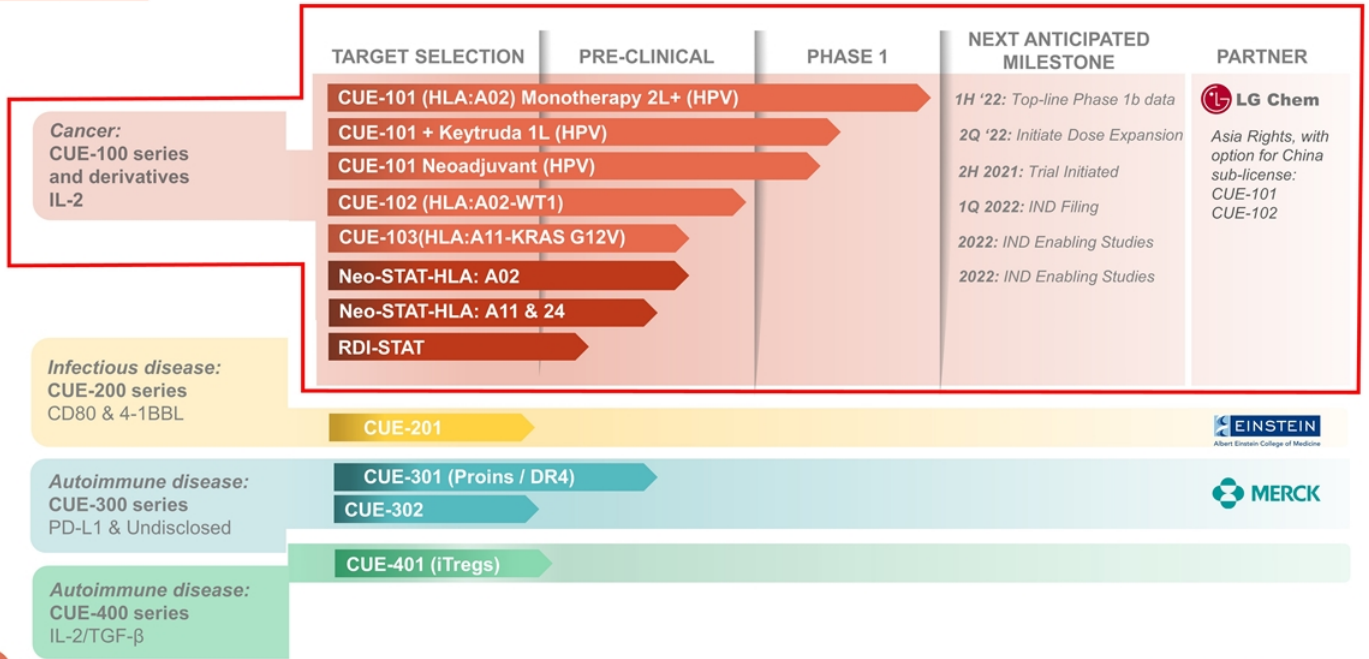 TARGET SELECTION
PRE-CLINICAL
PHASE 1
NEXT ANTICIPATED
MILESTONE
PARTNER
Cancer:
CUE-100 series
and derivatives
IL-2
CUE-101 (HLA:A02) Monotherapy 2L+ (HPV)
1H ‘22: Top-line Phase 1b data
LG Chem
CUE-101 + Keytruda 1L (HPV)
2Q ‘22: Initiate Dose Expansion
CUE-101 Neoadjuvant (HPV)
2H 2021: Trial Initiated
CUE-102 (HLA:A02-WT1)
1Q 2022: IND Filing
CUE-103(HLA:A11-KRAS G12V)
2022: IND Enabling Studies
Neo-STAT-HLA: A02
2022: IND Enabling Studies
Neo-STAT-HLA: A11 & 24
RDI-STAT
Asia Rights, with
option for China
sub-license:
CUE-101
CUE-102
Infectious disease:
CUE-200 series
CD80 & 4-1BBL
CUE-201
EINSTEIN
Albert Einstein College of Medicine
Autoimmune disease:
CUE-300 series
PD-L1 & Undisclosed
CUE-301 (Proins / DR4)
CUE-302
MERCK
Autoimmune disease:
CUE-400 series
IL-2/TGF-β
CUE-401 (iTregs)